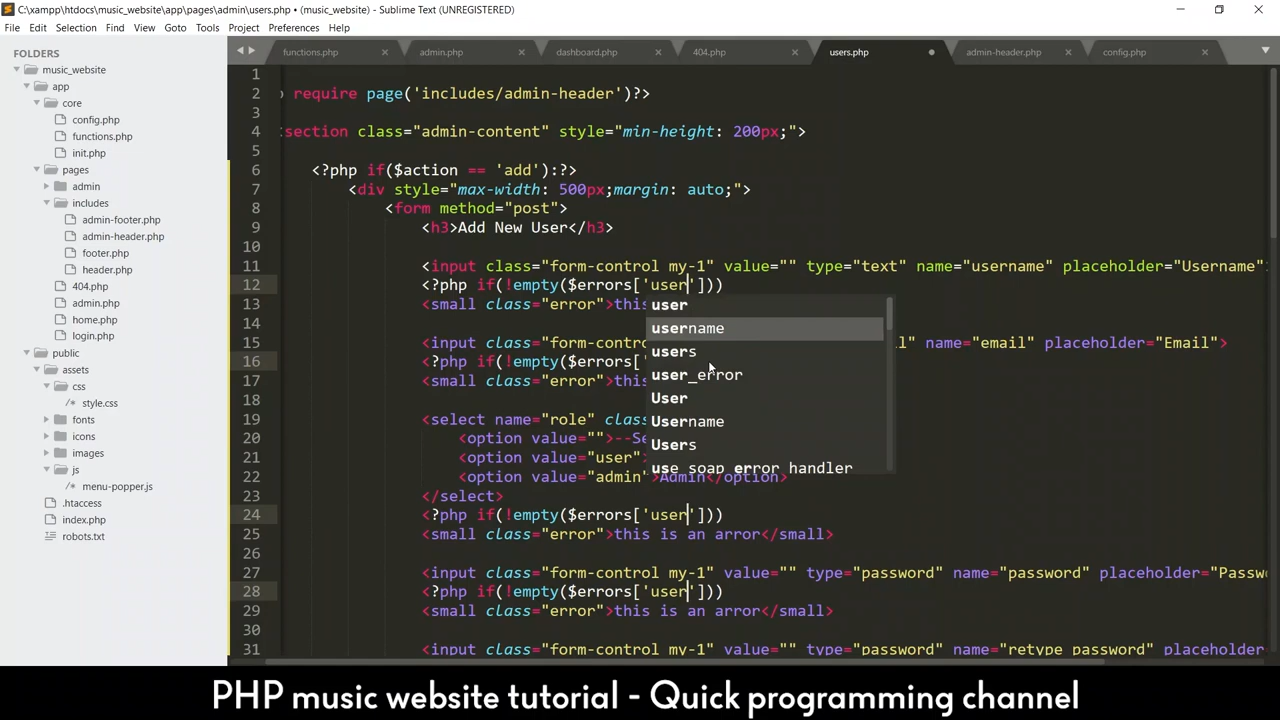 C:\xampp\htdocs\music_website\app\pages\admin\users.php • (music_website) - Sublime Text (UNREGISTERED)
File Edit Selection Find View Goto Tools Project Preferences Help
FOLDERS
music_website
app
core
config.php
functions.php
init.php
pages
admin
includes
admin-footer.php
admin-header.php
footer.php
header.php
404.php
admin.php
home.php
login.php
public
assets
css
style.css
fonts
icons
images
js
menu-popper.js
.htaccess
index.php
robots.txt
functions.php admin.php dashboard.php 404.php users.php admin-header.php config.php
1
2 require page('includes/admin-header')?>
3
4 section class="admin-content" style="min-height: 200px;">
5
6 <?php if($action == 'add'):?>
7 <div style="max-width: 500px;margin: auto;">
8 <form method="post">
9 <h3>Add New User</h3>
10
11 <input class="form-control my-1" value="" type="text" name="username" placeholder="Username"
12 <?php if(!empty($errors['user']))
13 <small class="error">this
14
15 <input class="form-contro l" name="email" placeholder="Email">
16 <?php if(!empty($errors['
17 <small class="error">this
18
19 <select name="role" class
20 <option value="">--Se
21 <option value="user">
22 <option value="admin">Admin</option>
23 </select>
24 <?php if(!empty($errors['user']))
25 <small class="error">this is an arror</small>
26
27 <input class="form-control my-1" value="" type="password" name="password" placeholder="Passw
28 <?php if(!empty($errors['user']))
29 <small class="error">this is an arror</small>
30
31 <input class="form-control my-1" value="" type="password" name="retype_password" placeholder
user
username
users
user_error
User
Username
Users
use_soap_error_handler
PHP music website tutorial - Quick programming channel